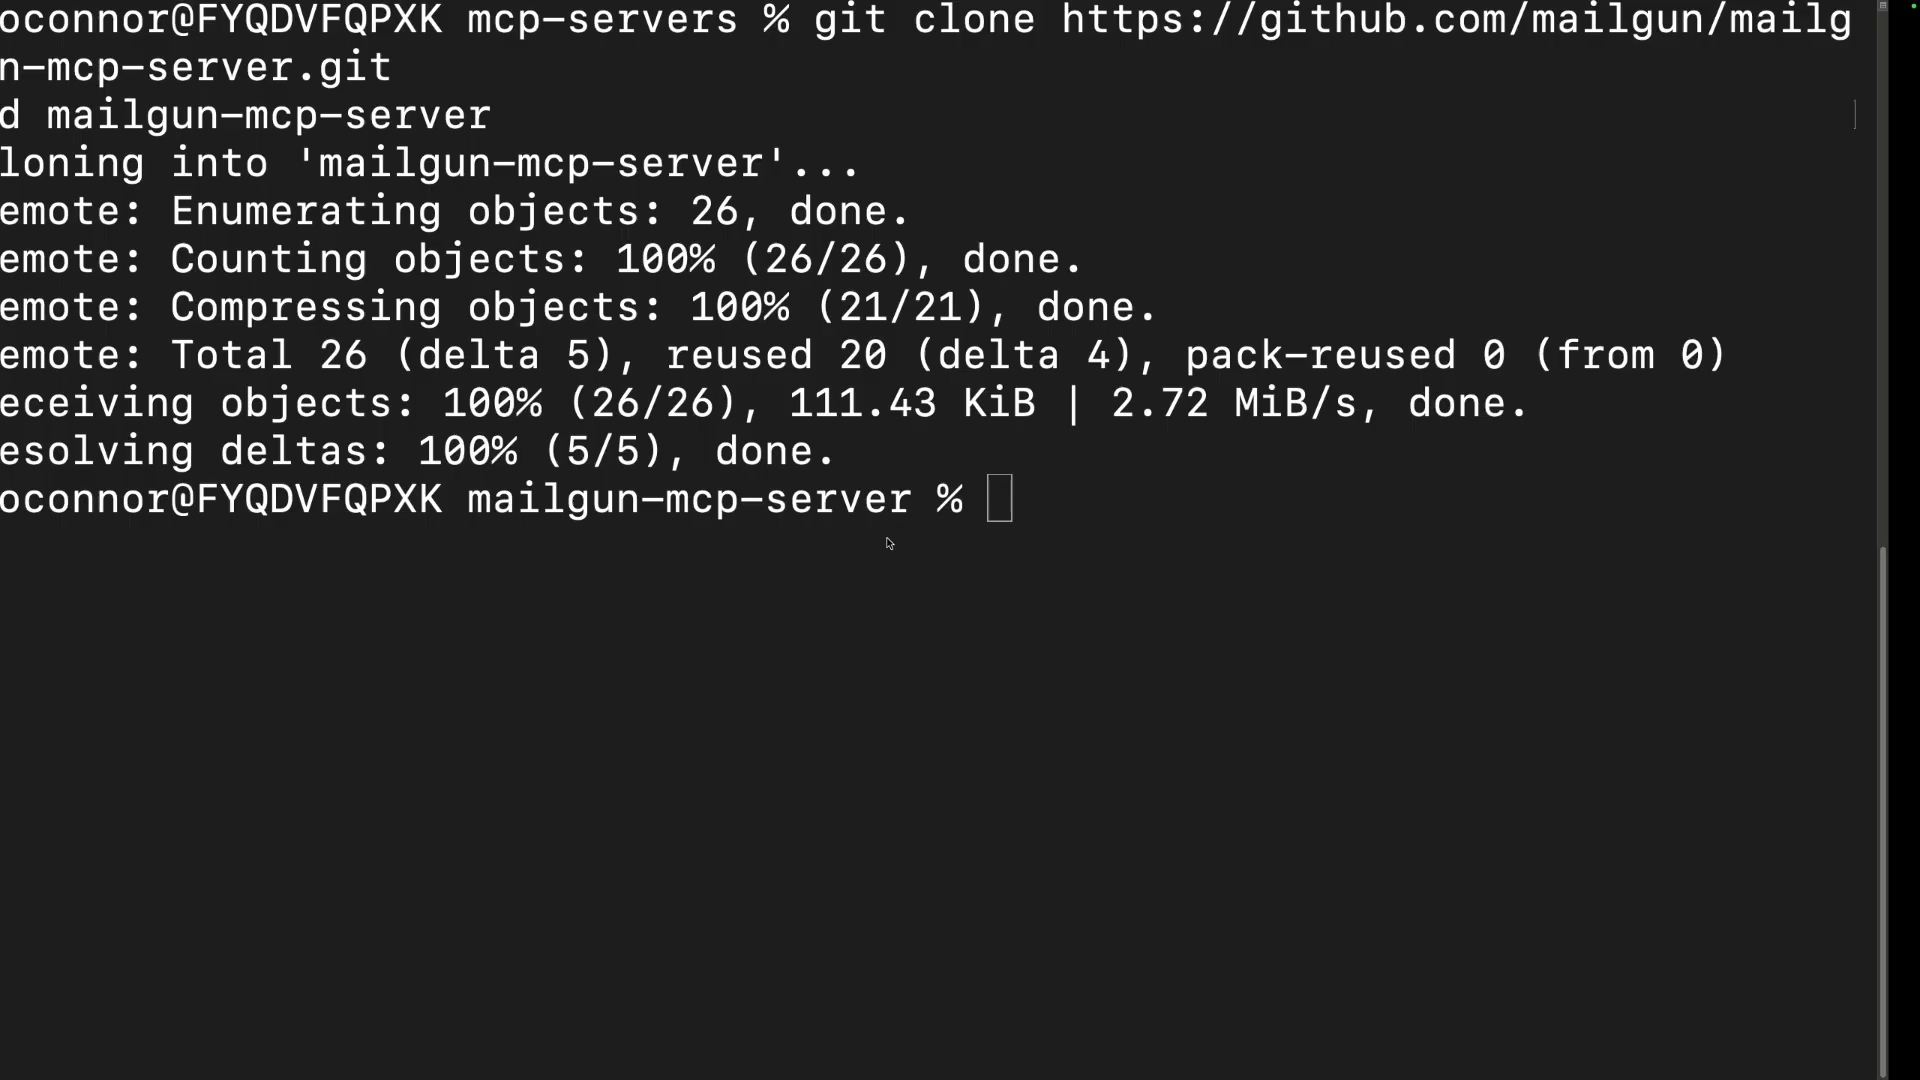 oconnor@FYQDVFQPXK mcp-servers % git clone https://github.com/mailgun/mailg
n-mcp-server.git
d mailgun-mcp-server
loning into 'mailgun-mcp-server'...
emote: Enumerating objects: 26, done.
emote: Counting objects: 100% (26/26), done.
emote: Compressing objects: 100% (21/21), done.
emote: Total 26 (delta 5), reused 20 (delta 4), pack-reused 0 (from 0)
eceiving objects: 100% (26/26), 111.43 KiB | 2.72 MiB/s, done.
esolving deltas: 100% (5/5), done.
oconnor@FYQDVFQPXK mailgun-mcp-server %